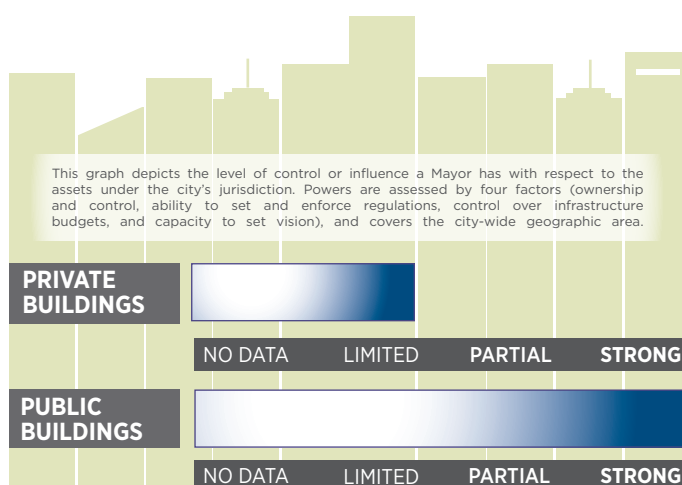 This graph depicts the level of control or influence a Mayor has with respect to the
assets under the city's jurisdiction. Powers are assessed by four factors (ownership
and control, ability to set and enforce regulations, control over infrastructure
budgets, and capacity to set vision), and covers the city-wide geographic area.
PRIVATE
BUILDINGS
NO DATA LIMITED PARTIAL STRONG
PUBLIC
BUILDINGS
NO DATA LIMITED PARTIAL STRONG